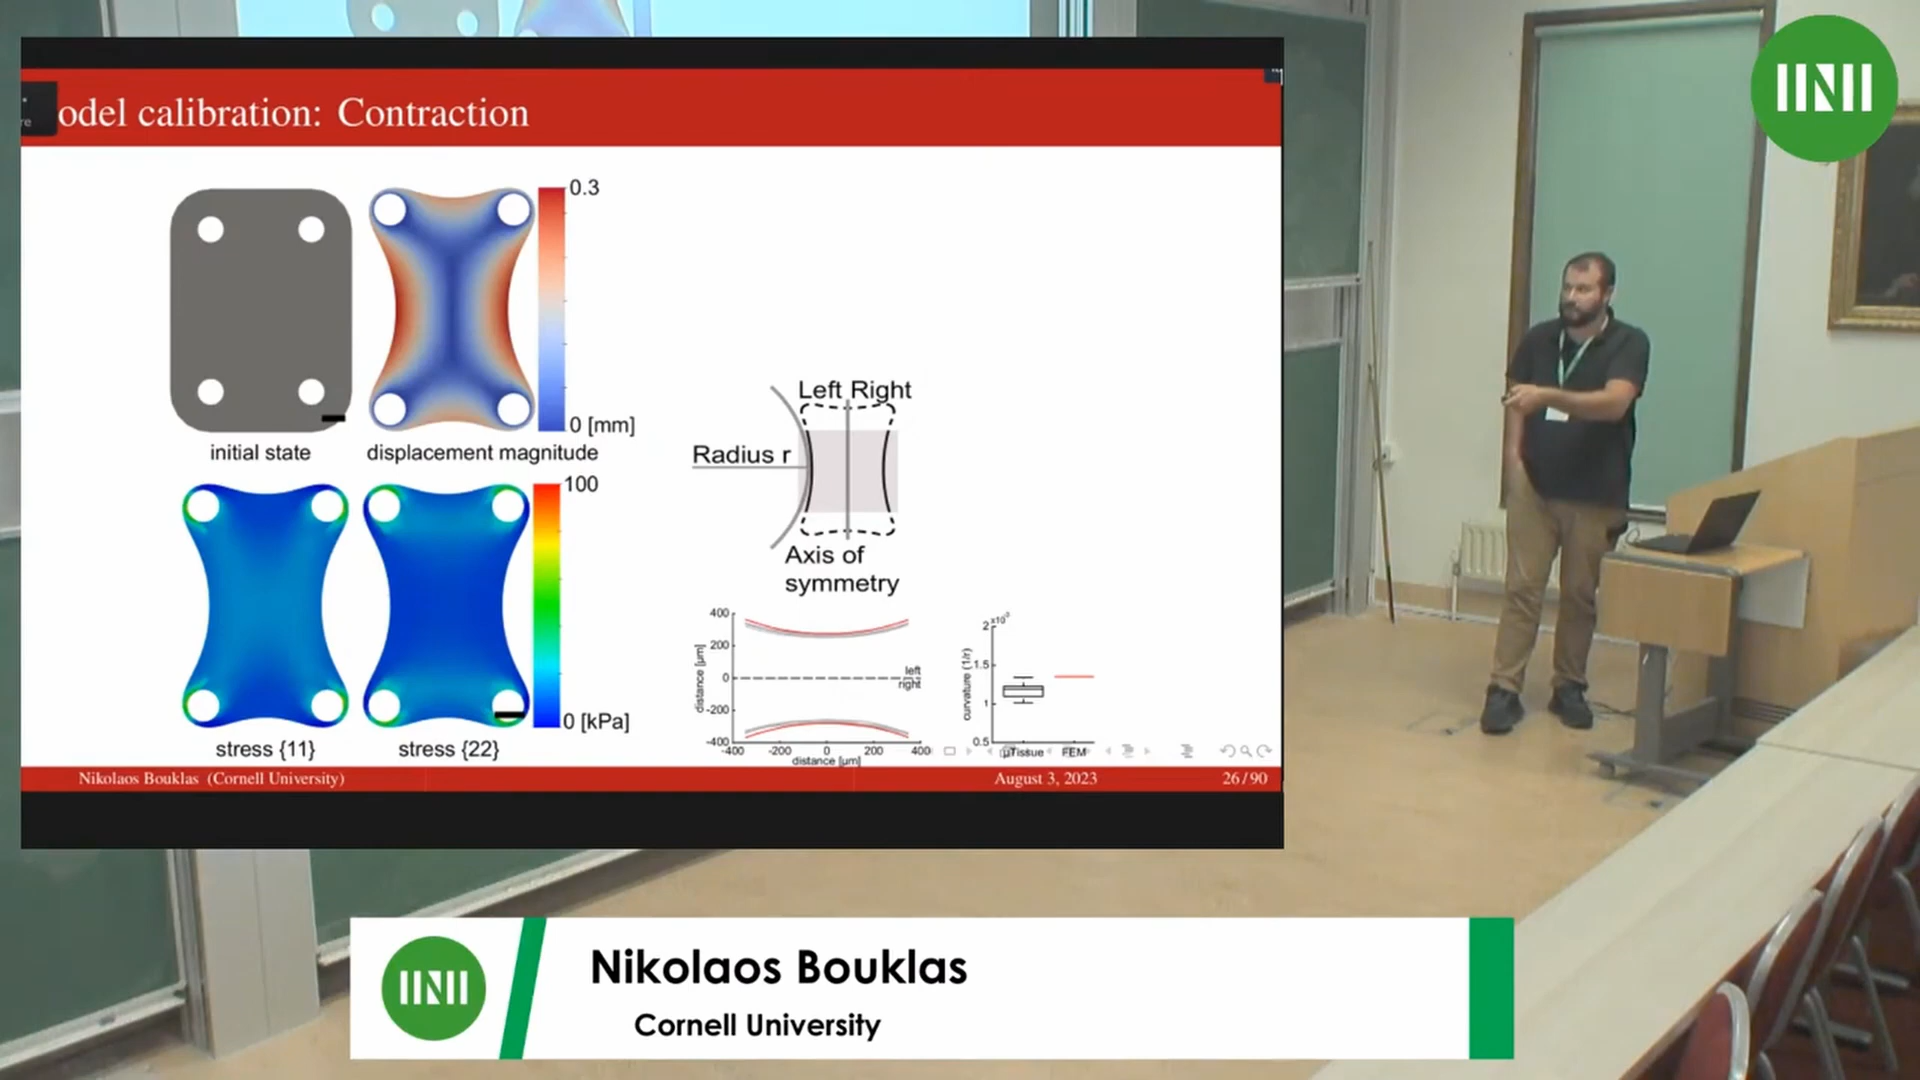 odel calibration: Contraction
0.3
0 [mm]
initial state
displacement magnitude
100
0 [kPa]
stress {11}
stress {22}
Left Right
Radius r
Axis of
symmetry
400
200
0
-200
-400
distance [µm]
left
right
-400 -200 0 200 400
distance [µm]
2
1.5
1
0.5
curvature (1/r)
µTissue FEM
Nikolaos Bouklas (Cornell University)
August 3, 2023
26 / 90
Nikolaos Bouklas
Cornell University